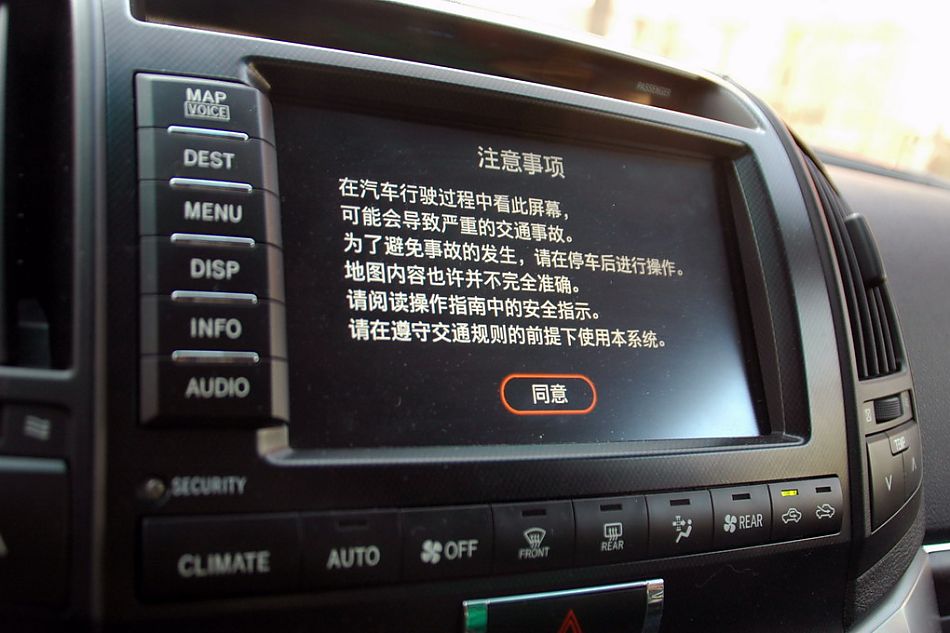 PASSENGER
MAP
VOICE
DEST
MENU
DISP
INFO
AUDIO
注意事项
在汽车行驶过程中看此屏幕，
可能会导致严重的交通事故。
为了避免事故的发生，请在停车后进行操作。
地图内容也许并不完全准确。
请阅读操作指南中的安全指示。
请在遵守交通规则的前提下使用本系统。
同意
SECURITY
TEMP
CLIMATE
AUTO
OFF
FRONT
REAR
REAR